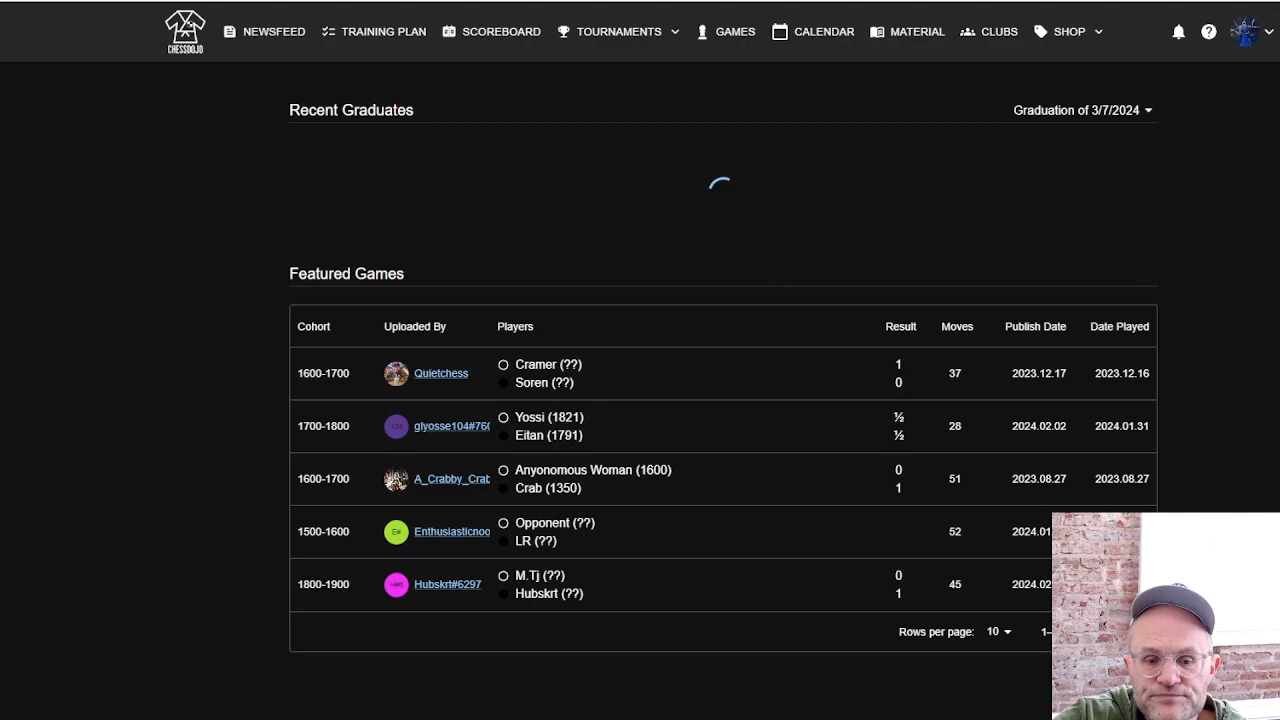 CHESSDOJO
NEWSFEED TRAINING PLAN SCOREBOARD TOURNAMENTS GAMES CALENDAR MATERIAL CLUBS SHOP
Recent Graduates Graduation of 3/7/2024
Featured Games
Cohort Uploaded By Players Result Moves Publish Date Date Played
1600-1700 Quietchess Cramer (??) 1 37 2023.12.17 2023.12.16
Soren (??) 0
1700-1800 glyosse104#760 Yossi (1821) ½ 28 2024.02.02 2024.01.31
Eitan (1791) ½
1600-1700 A_Crabby_Crab Anyonomous Woman (1600) 0 51 2023.08.27 2023.08.27
Crab (1350) 1
1500-1600 E# Enthusiasticnoo Opponent (??) 52 2024.01
LR (??)
1800-1900 Hubskrt#6297 M.Tj (??) 0 45 2024.02
Hubskrt (??) 1
Rows per page: 10 1–